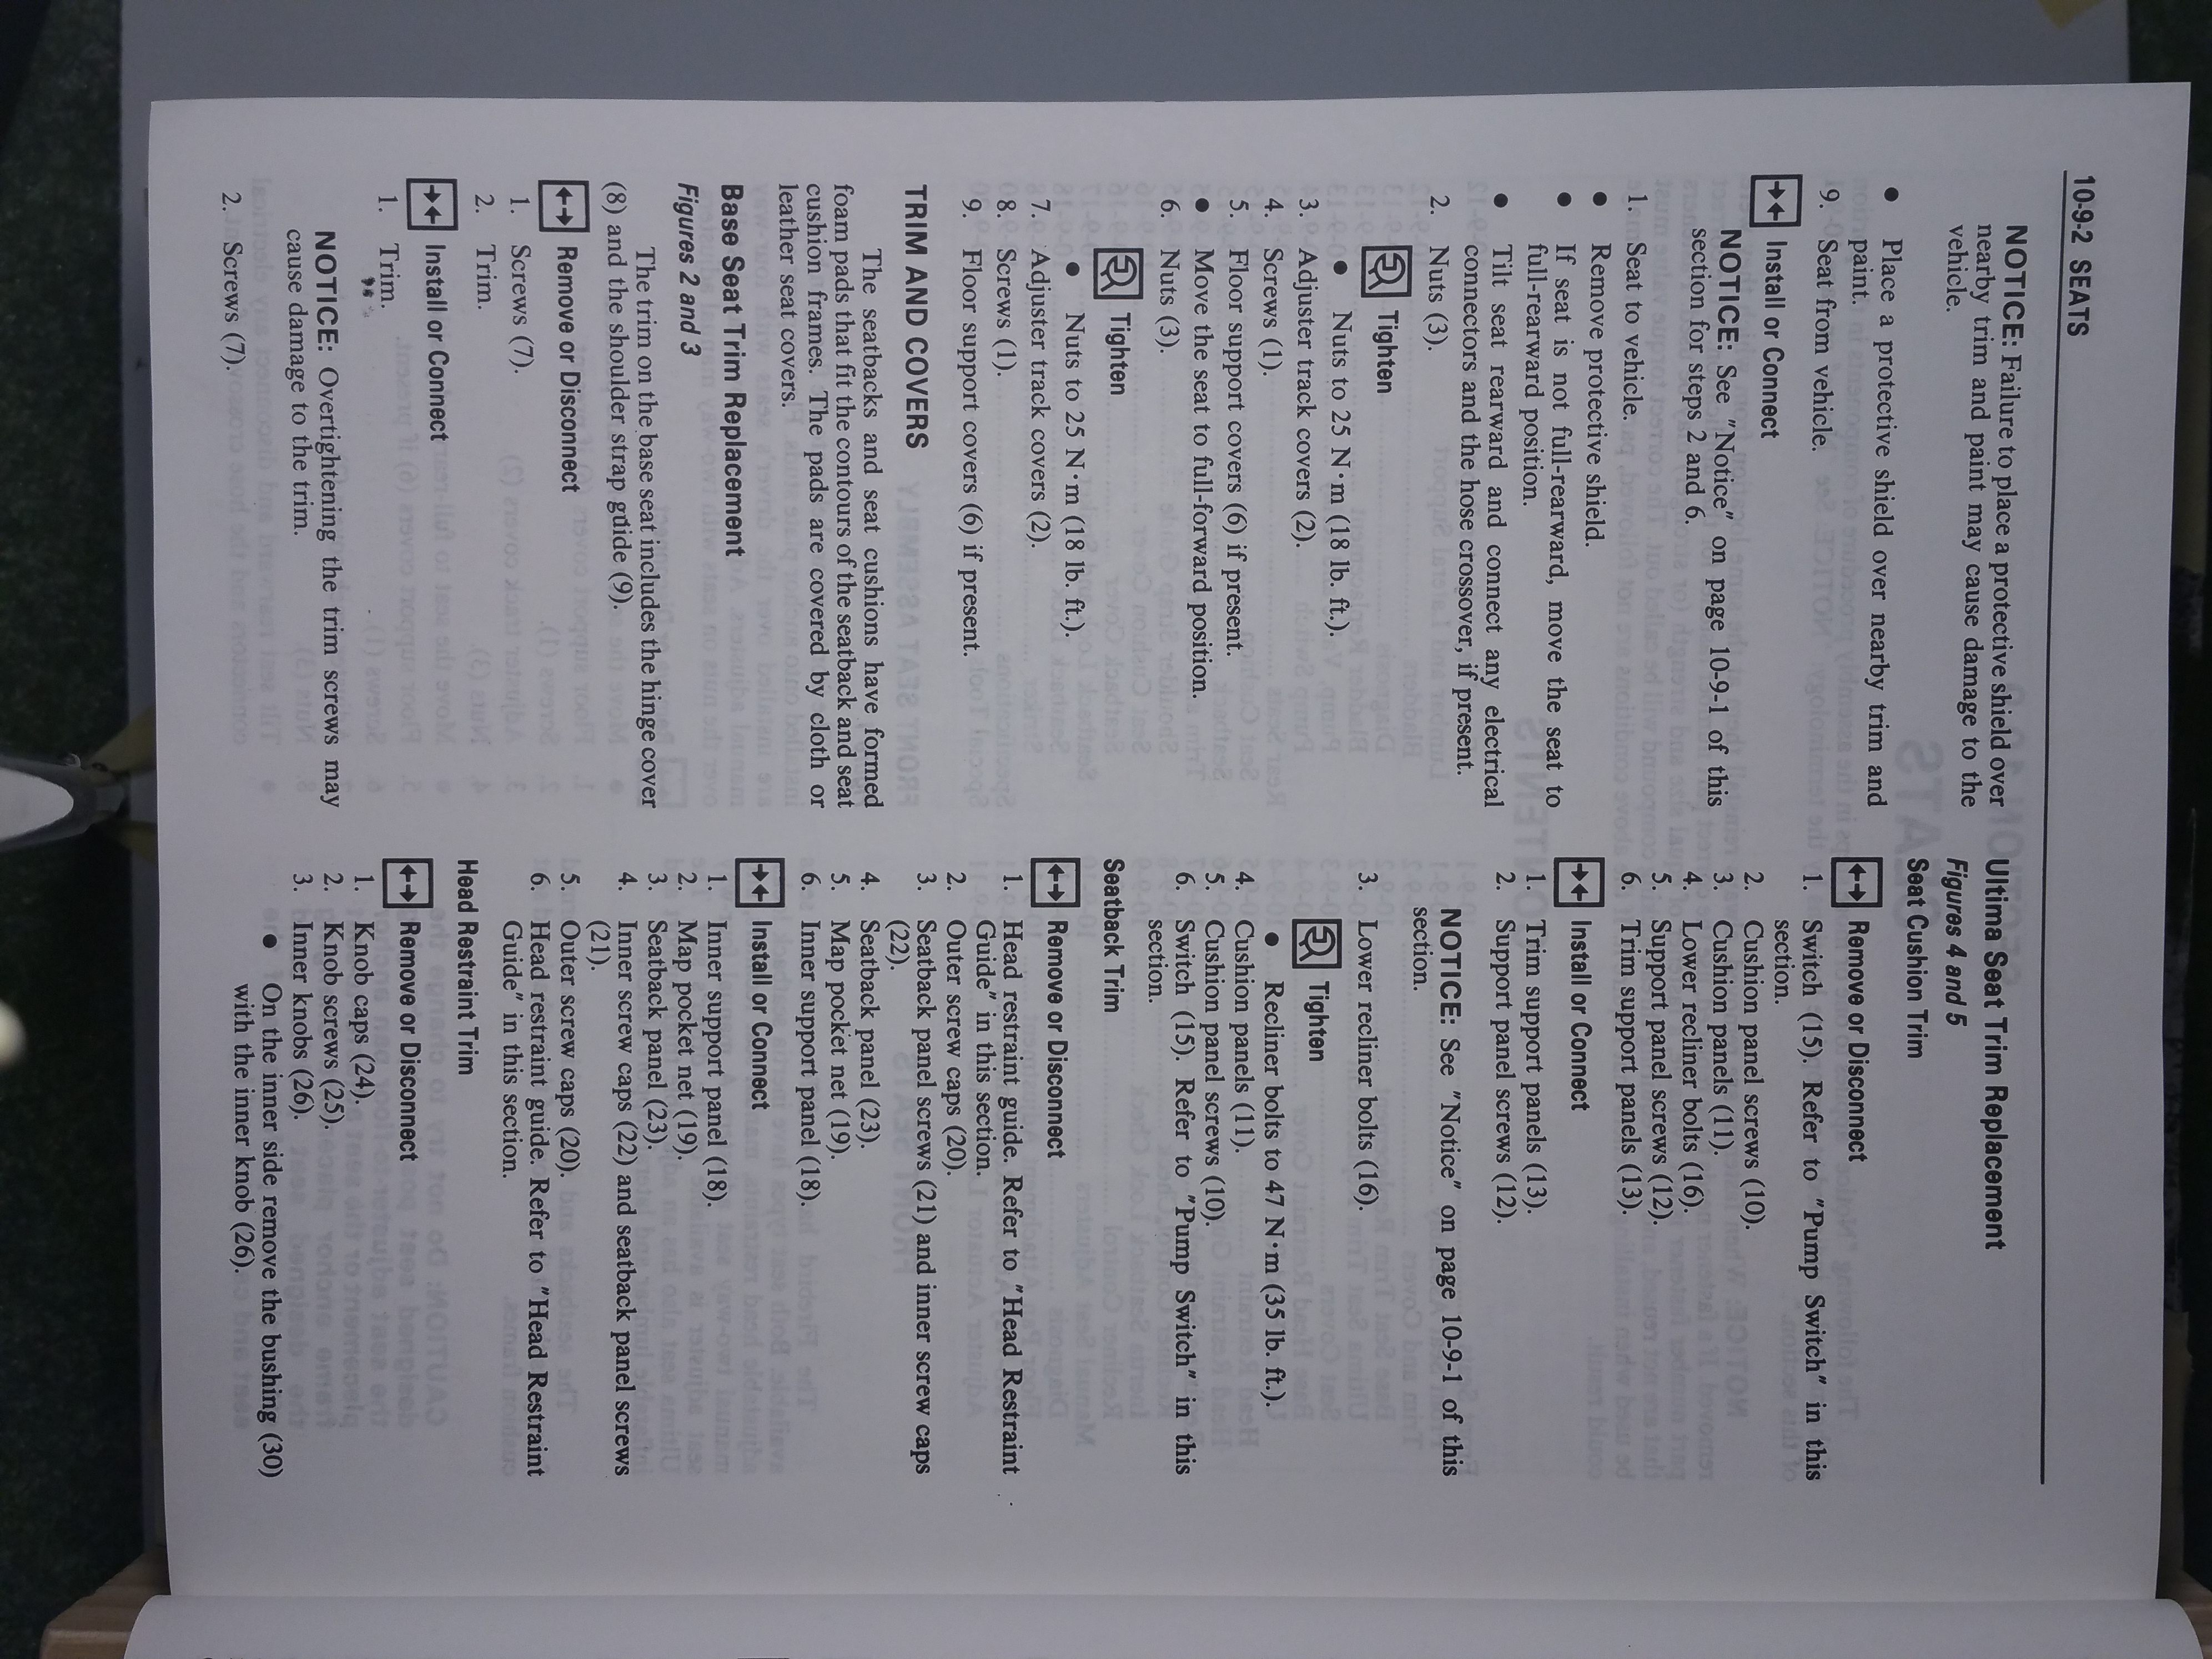 10-9-2 SEATS
NOTICE: Failure to place a protective shield over
nearby trim and paint may cause damage to the
vehicle.
• Place a protective shield over nearby trim and
paint.
9. Seat from vehicle.
Install or Connect
NOTICE: See "Notice" on page 10-9-1 of this
section for steps 2 and 6.
1. Seat to vehicle.
• Remove protective shield.
• If seat is not full-rearward, move the seat to
full-rearward position.
• Tilt seat rearward and connect any electrical
connectors and the hose crossover, if present.
2. Nuts (3).
Tighten
• Nuts to 25 N·m (18 lb. ft.).
3. Adjuster track covers (2).
4. Screws (1).
5. Floor support covers (6) if present.
• Move the seat to full-forward position.
6. Nuts (3).
Tighten
• Nuts to 25 N·m (18 lb. ft.).
7. Adjuster track covers (2).
8. Screws (1).
9. Floor support covers (6) if present.
TRIM AND COVERS
The seatbacks and seat cushions have formed
foam pads that fit the contours of the seatback and seat
cushion frames. The pads are covered by cloth or
leather seat covers.
Base Seat Trim Replacement
Figures 2 and 3
The trim on the base seat includes the hinge cover
(8) and the shoulder strap guide (9).
Remove or Disconnect
1. Screws (7).
2. Trim.
Install or Connect
1. Trim.
NOTICE: Overtightening the trim screws may
cause damage to the trim.
2. Screws (7).
Ultima Seat Trim Replacement
Figures 4 and 5
Seat Cushion Trim
Remove or Disconnect
1. Switch (15). Refer to "Pump Switch" in this
section.
2. Cushion panel screws (10).
3. Cushion panels (11).
4. Lower recliner bolts (16).
5. Support panel screws (12).
6. Trim support panels (13).
Install or Connect
1. Trim support panels (13).
2. Support panel screws (12).
NOTICE: See "Notice" on page 10-9-1 of this
section.
3. Lower recliner bolts (16).
Tighten
• Recliner bolts to 47 N·m (35 lb. ft.).
4. Cushion panels (11).
5. Cushion panel screws (10).
6. Switch (15). Refer to "Pump Switch" in this
section.
Seatback Trim
Remove or Disconnect
1. Head restraint guide. Refer to "Head Restraint
Guide" in this section.
2. Outer screw caps (20).
3. Seatback panel screws (21) and inner screw caps
(22).
4. Seatback panel (23).
5. Map pocket net (19).
6. Inner support panel (18).
Install or Connect
1. Inner support panel (18).
2. Map pocket net (19).
3. Seatback panel (23).
4. Inner screw caps (22) and seatback panel screws
(21).
5. Outer screw caps (20).
6. Head restraint guide. Refer to "Head Restraint
Guide" in this section.
Head Restraint Trim
Remove or Disconnect
1. Knob caps (24).
2. Knob screws (25).
3. Inner knobs (26).
• On the inner side remove the bushing (30)
with the inner knob (26).